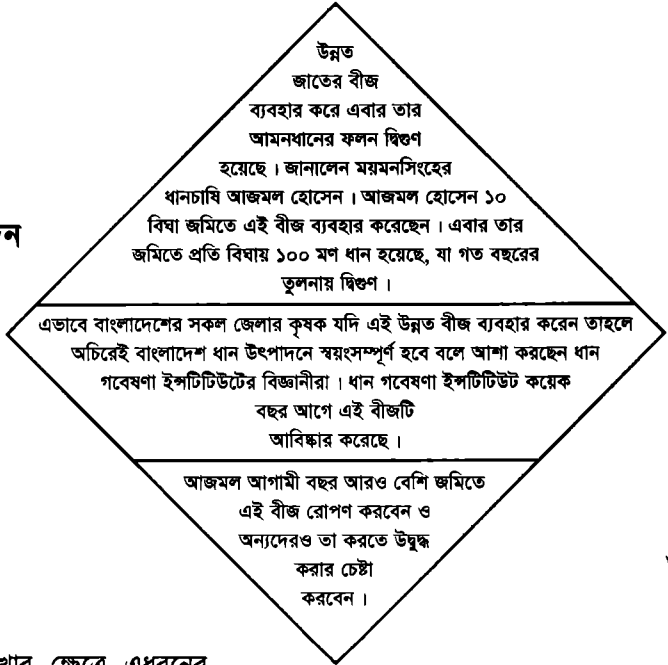 উন্নত
জাতের বীজ
ব্যবহার করে এবার তার
আমনধানের ফলন দ্বিগুণ
হয়েছে । জানালেন ময়মনসিংহের
ধানচাষি আজমল হোসেন । আজমল হোসেন ১০
বিঘা জমিতে এই বীজ ব্যবহার করেছেন । এবার তার
জমিতে প্রতি বিঘায় ১০০ মণ ধান হয়েছে, যা গত বছরের
তুলনায় দ্বিগুণ ।
এভাবে বাংলাদেশের সকল জেলার কৃষক যদি এই উন্নত বীজ ব্যবহার করেন তাহলে
অচিরেই বাংলাদেশ ধান উৎপাদনে স্বয়ংসম্পূর্ণ হবে বলে আশা করছেন ধান
গবেষণা ইন্সটিটিউটের বিজ্ঞানীরা । ধান গবেষণা ইন্সটিটিউট কয়েক
বছর আগে এই বীজটি
আবিষ্কার করেছে ।
আজমল আগামী বছর আরও বেশি জমিতে
এই বীজ রোপণ করবেন ও
অন্যদেরও তা করতে উদ্বুদ্ধ
করার চেষ্টা
করবেন ।